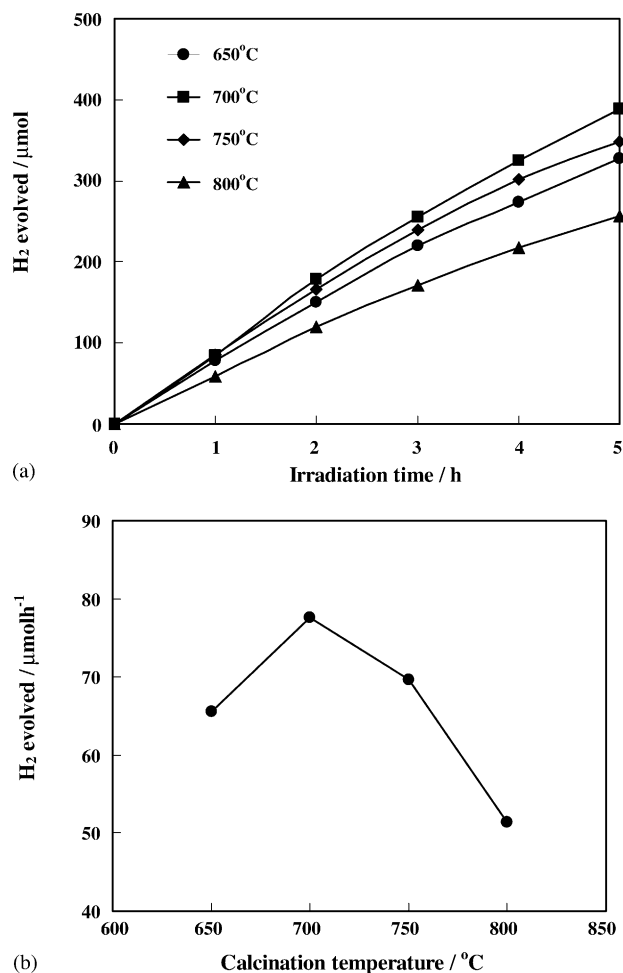 500
400
300
200
100
0
H₂ evolved / μmol
650°C
700°C
750°C
800°C
0 1 2 3 4 5
Irradiation time / h
(a)
90
80
70
60
50
40
H₂ evolved / μmolh⁻¹
600 650 700 750 800 850
Calcination temperature / °C
(b)